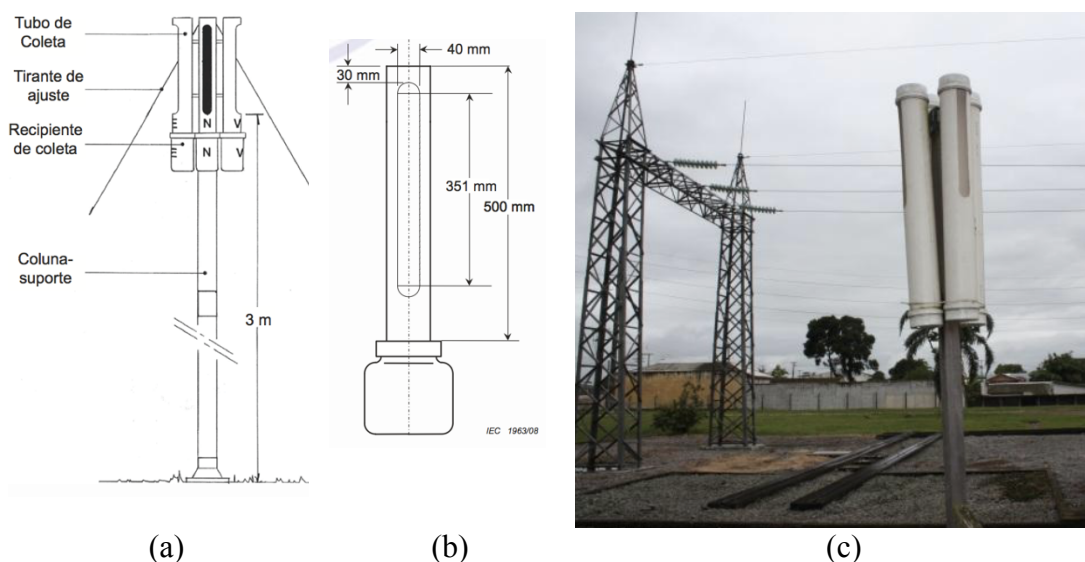 Tubo de
Coleta
Tirante de
ajuste
Recipiente
de coleta
Coluna-
suporte
E
N
V
E
N
V
3 m
40 mm
30 mm
351 mm
500 mm
IEC 1963/08
(a)
(b)
(c)